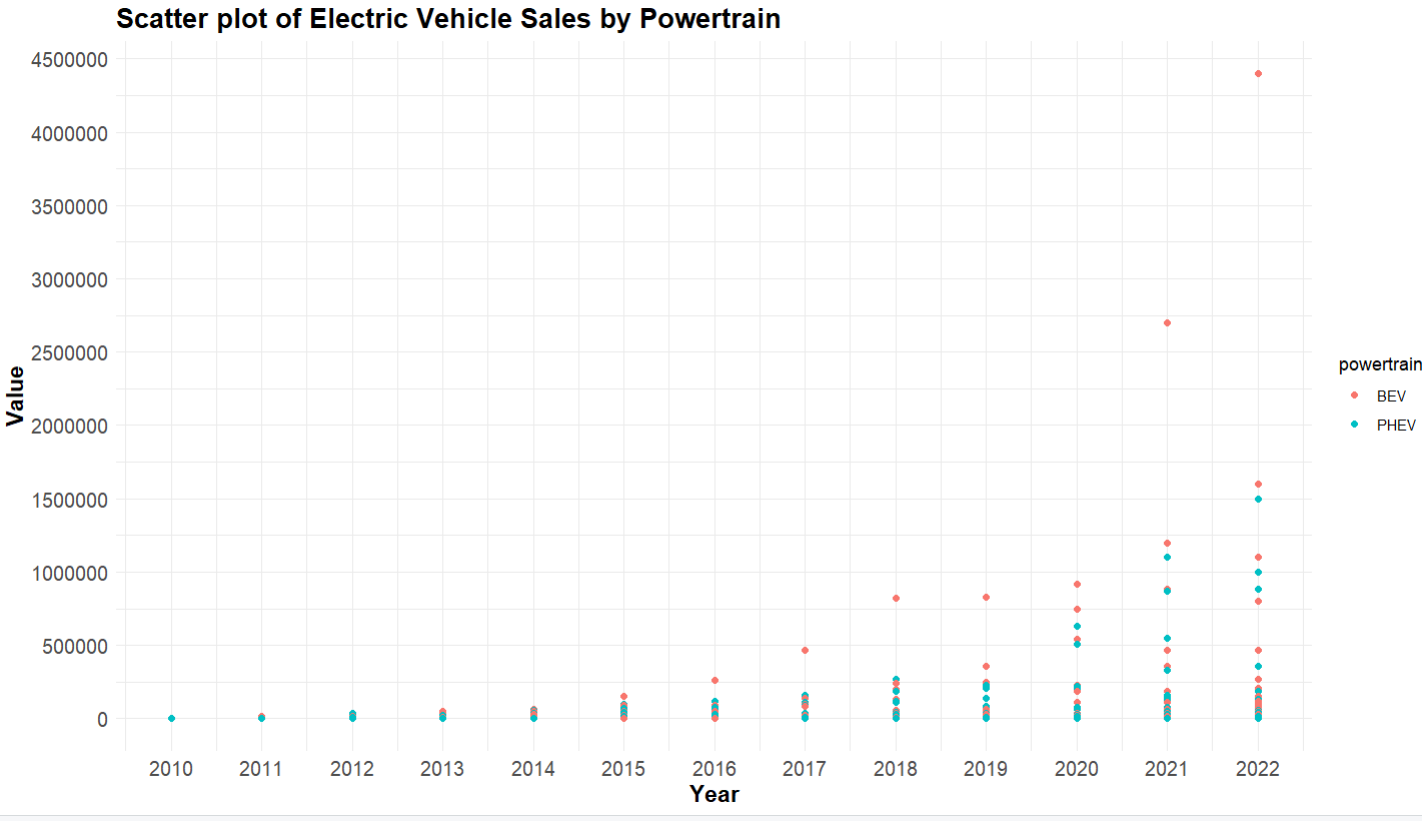 Scatter plot of Electric Vehicle Sales by Powertrain
4500000
4000000
3500000
3000000
2500000
2000000
1500000
1000000
500000
0
Value
2010 2011 2012 2013 2014 2015 2016 2017 2018 2019 2020 2021 2022
Year
powertrain
BEV
PHEV